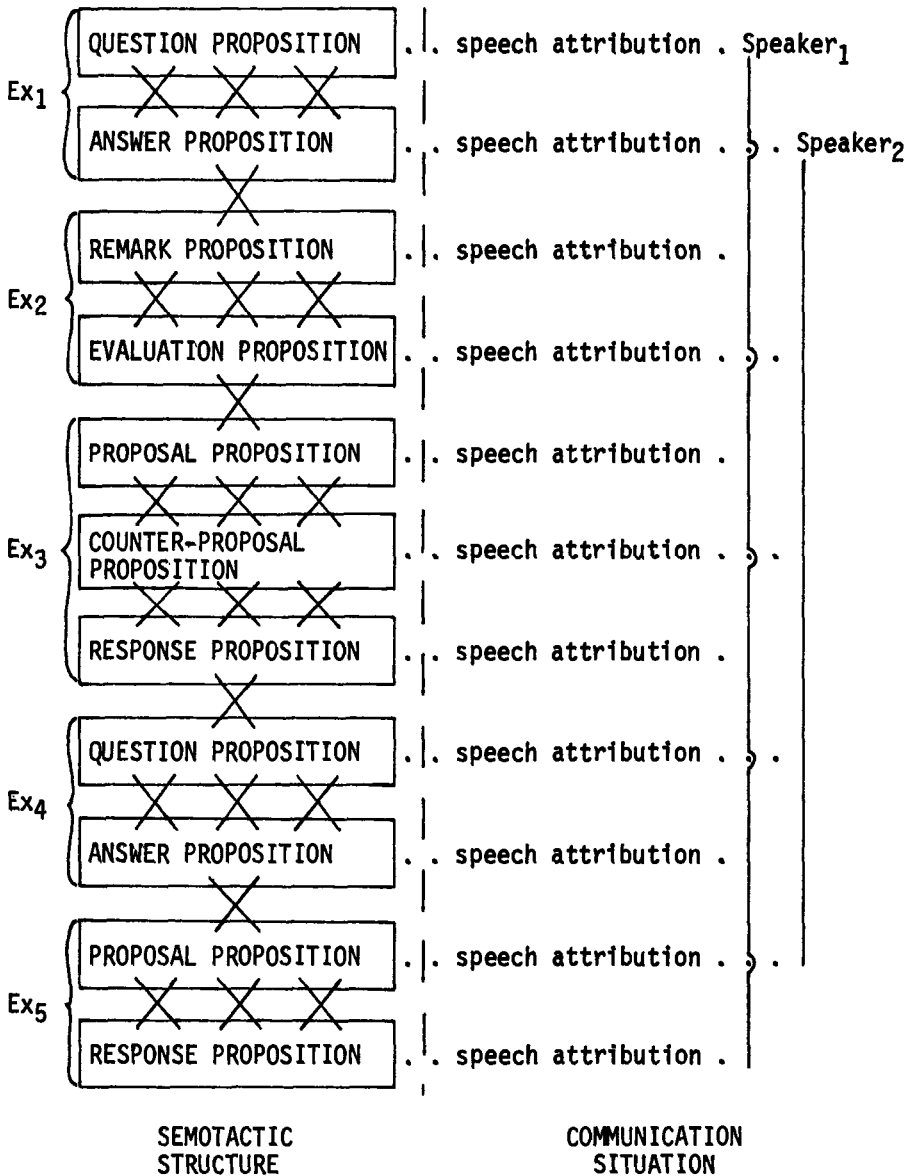 QUESTION PROPOSITION . . speech attribution . Speaker1
Ex1
ANSWER PROPOSITION . . speech attribution . . Speaker2
REMARK PROPOSITION . . speech attribution .
Ex2
EVALUATION PROPOSITION . . speech attribution . .
PROPOSAL PROPOSITION . . speech attribution .
Ex3
COUNTER-PROPOSAL
PROPOSITION . . speech attribution . .
RESPONSE PROPOSITION . . speech attribution .
QUESTION PROPOSITION . . speech attribution . .
Ex4
ANSWER PROPOSITION . . speech attribution .
PROPOSAL PROPOSITION . . speech attribution . .
Ex5
RESPONSE PROPOSITION . . speech attribution .
SEMOTACTIC
STRUCTURE
COMMUNICATION
SITUATION